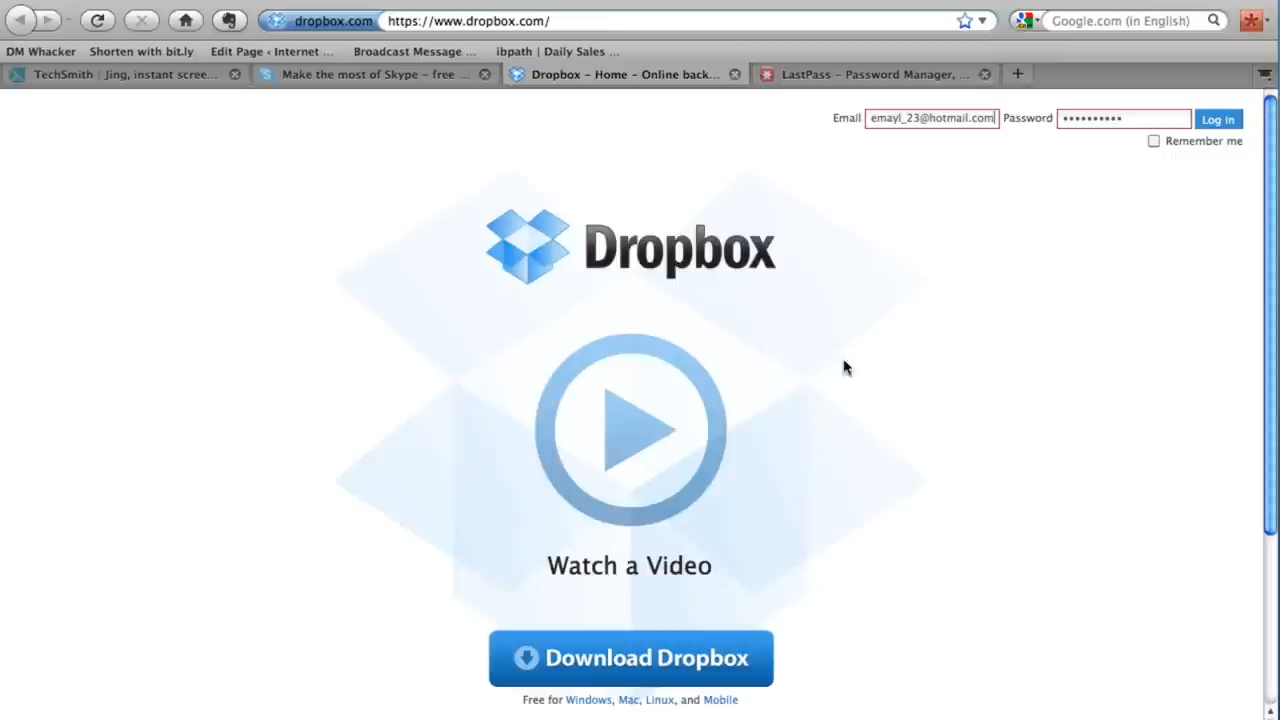 dropbox.com https://www.dropbox.com/ Google.com (in English)
DM Whacker Shorten with bit.ly Edit Page ‹ Internet ... Broadcast Message ... ibpath | Daily Sales ...
TechSmith | Jing, instant scree... Make the most of Skype – free ... Dropbox – Home – Online back... LastPass – Password Manager, ...
Email emayl_23@hotmail.com Password •••••••••• Log in
Remember me
Dropbox
Watch a Video
Download Dropbox
Free for Windows, Mac, Linux, and Mobile